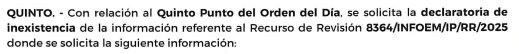 QUINTO. - Con relación al Quinto Punto del Orden del Día, se solicita la declaratoria de
inexistencia de la información referente al Recurso de Revisión 8364/INFOEM/IP/RR/2025
donde se solicita la siguiente información: